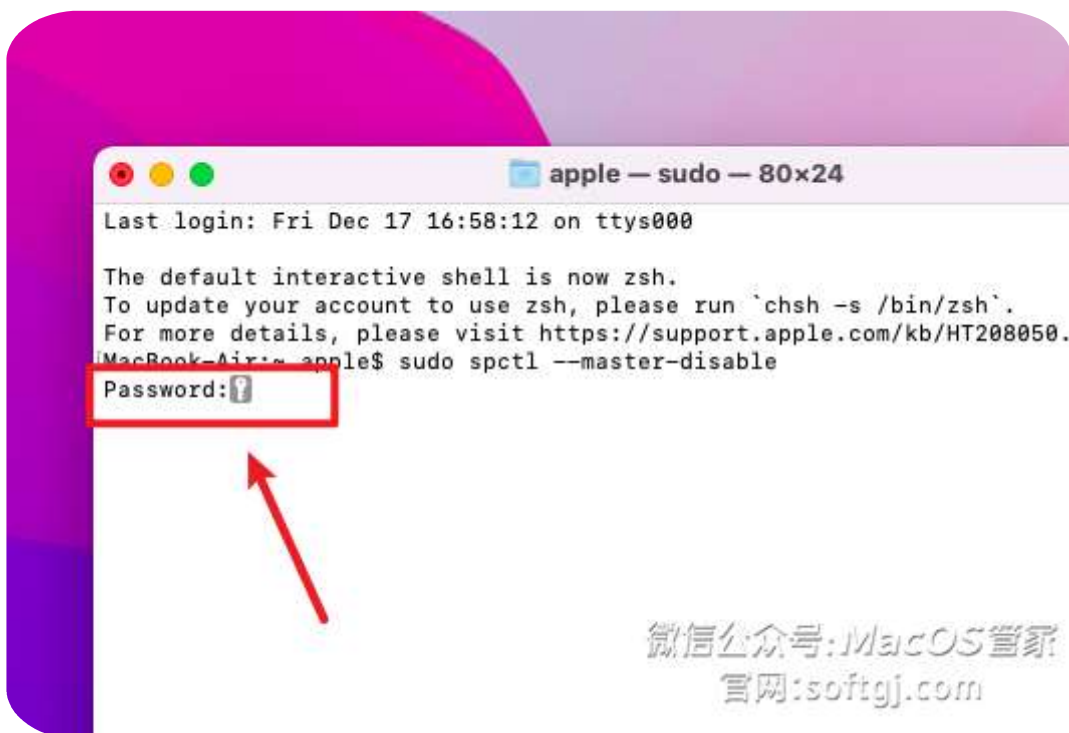 apple — sudo — 80×24
Last login: Fri Dec 17 16:58:12 on ttys000
The default interactive shell is now zsh.
To update your account to use zsh, please run `chsh -s /bin/zsh`.
For more details, please visit https://support.apple.com/kb/HT208050.
MacBook-Air:~ apple$ sudo spctl --master-disable
Password:
微信公众号:MacOS管家
官网:softgj.com